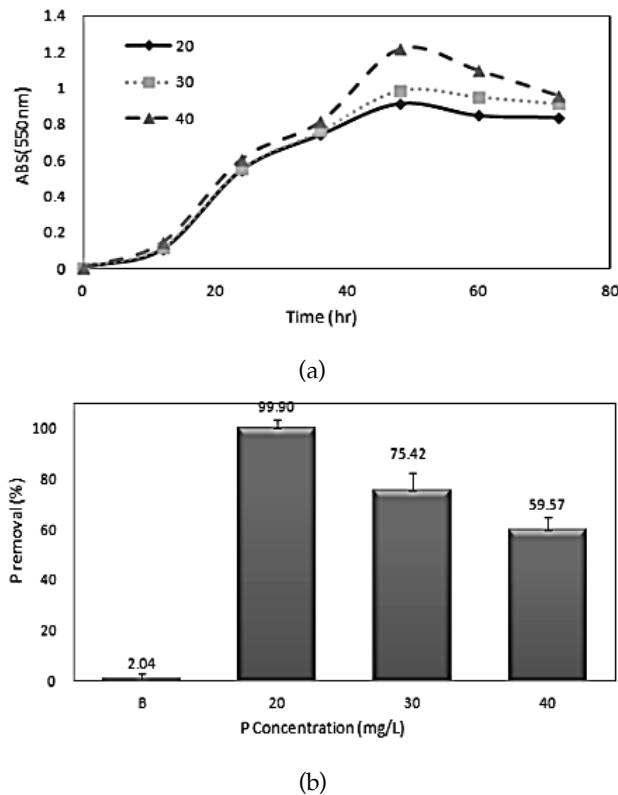 1.4
1.2
1
0.8
0.6
0.4
0.2
0
ABS(550nm)
20
30
40
0 20 40 60 80
Time (hr)
(a)
100
80
60
40
20
0
P removal (%)
2.04
99.90
75.42
59.57
B 20 30 40
P Concentration (mg/L)
(b)